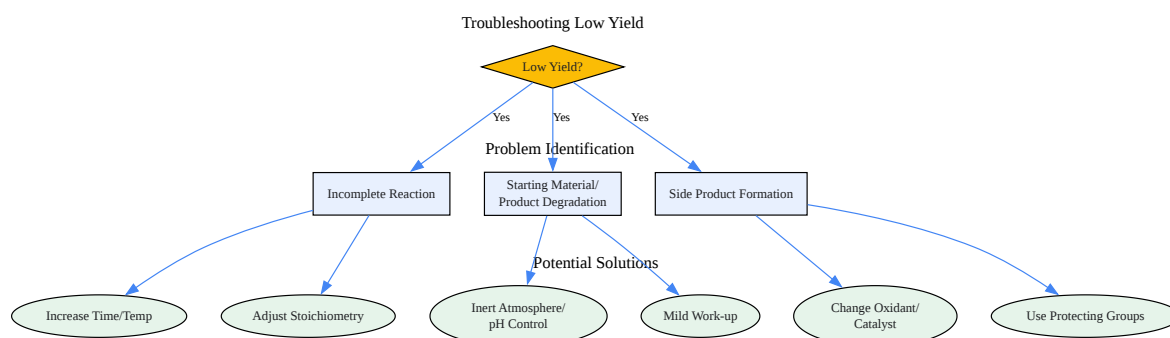 Troubleshooting Low Yield
Low Yield?
Yes
Yes
Yes
Problem Identification
Incomplete Reaction
Starting Material/
Product Degradation
Side Product Formation
Potential Solutions
Increase Time/Temp
Adjust Stoichiometry
Inert Atmosphere/
pH Control
Mild Work-up
Change Oxidant/
Catalyst
Use Protecting Groups